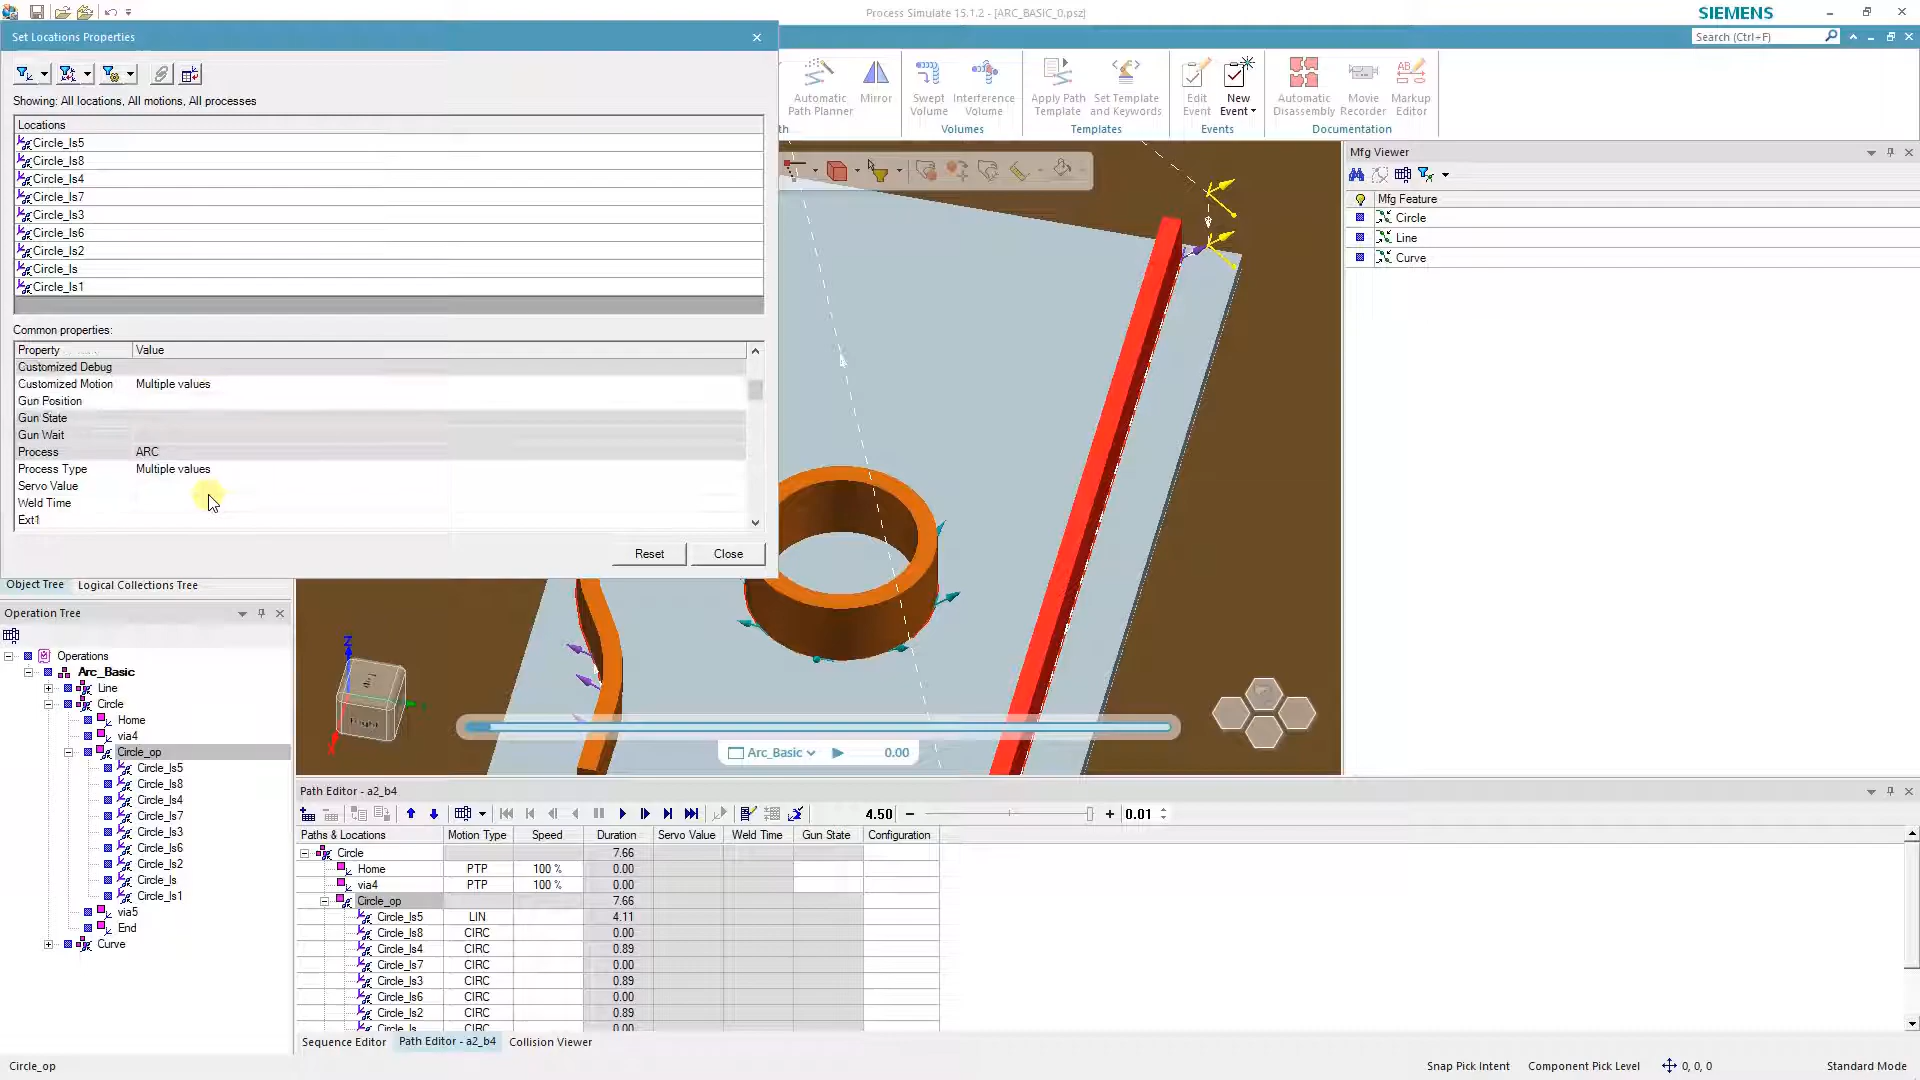 Process Simulate 15.1.2 - [ARC_BASIC_0.psz]
SIEMENS
Set Locations Properties
Search (Ctrl+F)
Showing: All locations, All motions, All processes
Locations
Circle_ls5
Circle_ls8
Circle_ls4
Circle_ls7
Circle_ls3
Circle_ls6
Circle_ls2
Circle_ls
Circle_ls1
Common properties:
Property Value
Customized Debug
Customized Motion Multiple values
Gun Position
Gun State
Gun Wait
Process ARC
Process Type Multiple values
Servo Value
Weld Time
Ext1
Reset Close
Automatic Path Planner
Mirror
Swept Volume
Interference Volume
Volumes
Apply Path Template
Set Template and Keywords
Templates
Edit Event
New Event
Events
Automatic Disassembly
Movie Recorder
Markup Editor
Documentation
Mfg Viewer
Mfg Feature
Circle
Line
Curve
Object Tree Logical Collections Tree
Operation Tree
Operations
Arc_Basic
Line
Circle
Home
via4
Circle_op
Circle_ls5
Circle_ls8
Circle_ls4
Circle_ls7
Circle_ls3
Circle_ls6
Circle_ls2
Circle_ls
Circle_ls1
via5
End
Curve
Z
Arc_Basic 0.00
Path Editor - a2_b4
4.50 0.01
Paths & Locations Motion Type Speed Duration Servo Value Weld Time Gun State Configuration
Circle 7.66
Home PTP 100 % 0.00
via4 PTP 100 % 0.00
Circle_op 7.66
Circle_ls5 LIN 4.11
Circle_ls8 CIRC 0.00
Circle_ls4 CIRC 0.89
Circle_ls7 CIRC 0.00
Circle_ls3 CIRC 0.89
Circle_ls6 CIRC 0.00
Circle_ls2 CIRC 0.89
Circle_ls CIRC 0.00
Sequence Editor Path Editor - a2_b4 Collision Viewer
Circle_op
Snap Pick Intent Component Pick Level 0, 0, 0 Standard Mode